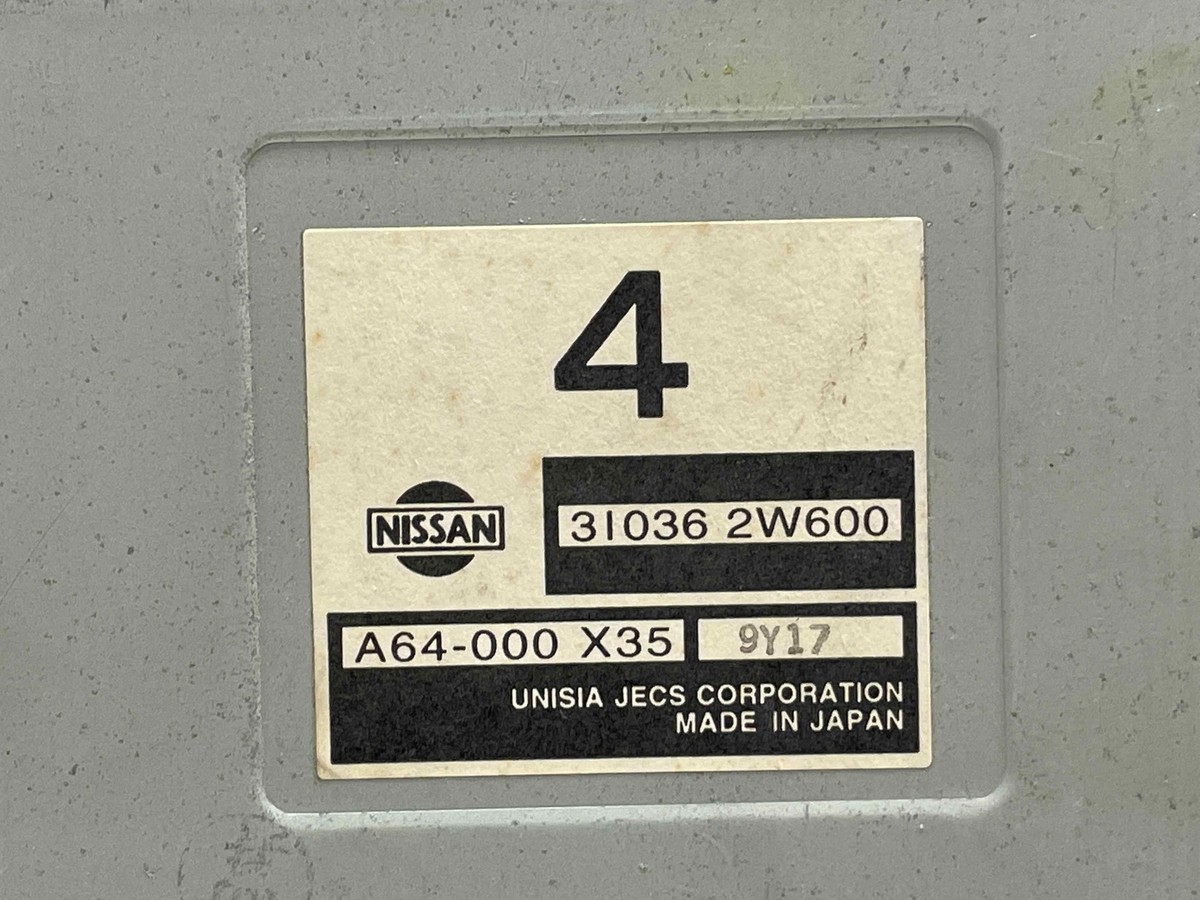 4
NISSAN
31036 2W600
A64-000 X35
9Y17
UNISIA JECS CORPORATION
MADE IN JAPAN